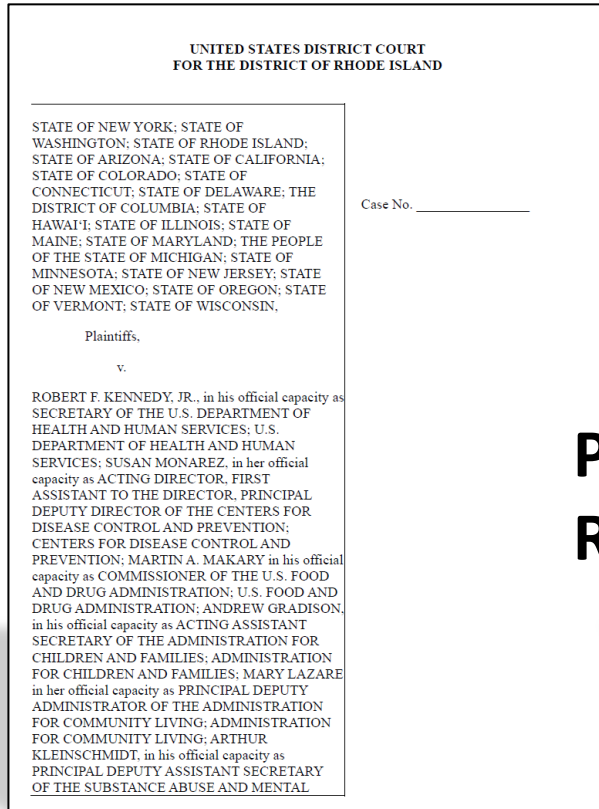 UNITED STATES DISTRICT COURT
FOR THE DISTRICT OF RHODE ISLAND
STATE OF NEW YORK; STATE OF
WASHINGTON; STATE OF RHODE ISLAND;
STATE OF ARIZONA; STATE OF CALIFORNIA;
STATE OF COLORADO; STATE OF
CONNECTICUT; STATE OF DELAWARE; THE
DISTRICT OF COLUMBIA; STATE OF
HAWAI‘I; STATE OF ILLINOIS; STATE OF
MAINE; STATE OF MARYLAND; THE PEOPLE
OF THE STATE OF MICHIGAN; STATE OF
MINNESOTA; STATE OF NEW JERSEY; STATE
OF NEW MEXICO; STATE OF OREGON; STATE
OF VERMONT; STATE OF WISCONSIN,
Plaintiffs,
v.
ROBERT F. KENNEDY, JR., in his official capacity as
SECRETARY OF THE U.S. DEPARTMENT OF
HEALTH AND HUMAN SERVICES; U.S.
DEPARTMENT OF HEALTH AND HUMAN
SERVICES; SUSAN MONAREZ, in her official
capacity as ACTING DIRECTOR, FIRST
ASSISTANT TO THE DIRECTOR, PRINCIPAL
DEPUTY DIRECTOR OF THE CENTERS FOR
DISEASE CONTROL AND PREVENTION;
CENTERS FOR DISEASE CONTROL AND
PREVENTION; MARTIN A. MAKARY in his official
capacity as COMMISSIONER OF THE U.S. FOOD
AND DRUG ADMINISTRATION; U.S. FOOD AND
DRUG ADMINISTRATION; ANDREW GRADISON,
in his official capacity as ACTING ASSISTANT
SECRETARY OF THE ADMINISTRATION FOR
CHILDREN AND FAMILIES; ADMINISTRATION
FOR CHILDREN AND FAMILIES; MARY LAZARE
in her official capacity as PRINCIPAL DEPUTY
ADMINISTRATOR OF THE ADMINISTRATION
FOR COMMUNITY LIVING; ADMINISTRATION
FOR COMMUNITY LIVING; ARTHUR
KLEINSCHMIDT, in his official capacity as
PRINCIPAL DEPUTY ASSISTANT SECRETARY
OF THE SUBSTANCE ABUSE AND MENTAL
Case No. ________________
P
R